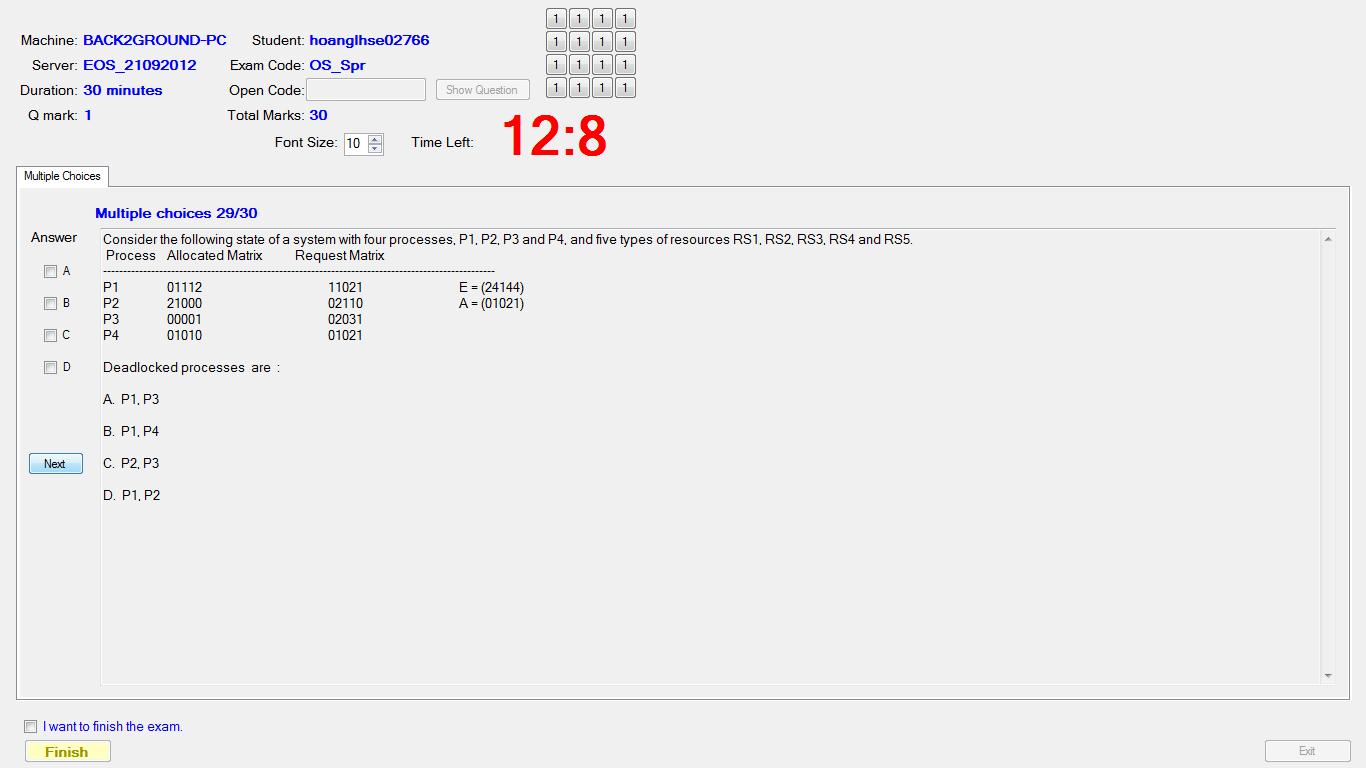 Machine: BACK2GROUND-PC Student: hoanglhse02766
Server: EOS_21092012 Exam Code: OS_Spr
Duration: 30 minutes Open Code: Show Question
Q mark: 1 Total Marks: 30
Font Size: 10 Time Left: 12:8
1 1 1 1
1 1 1 1
1 1 1 1
1 1 1 1
Multiple Choices
Multiple choices 29/30
Answer
A
B
C
D
Next
Consider the following state of a system with four processes, P1, P2, P3 and P4, and five types of resources RS1, RS2, RS3, RS4 and RS5.
Process Allocated Matrix Request Matrix
--------------------------------------------------------------------------------------------------
P1 01112 11021 E = (24144)
P2 21000 02110 A = (01021)
P3 00001 02031
P4 01010 01021
Deadlocked processes are :
A. P1, P3
B. P1, P4
C. P2, P3
D. P1, P2
I want to finish the exam.
Finish Exit